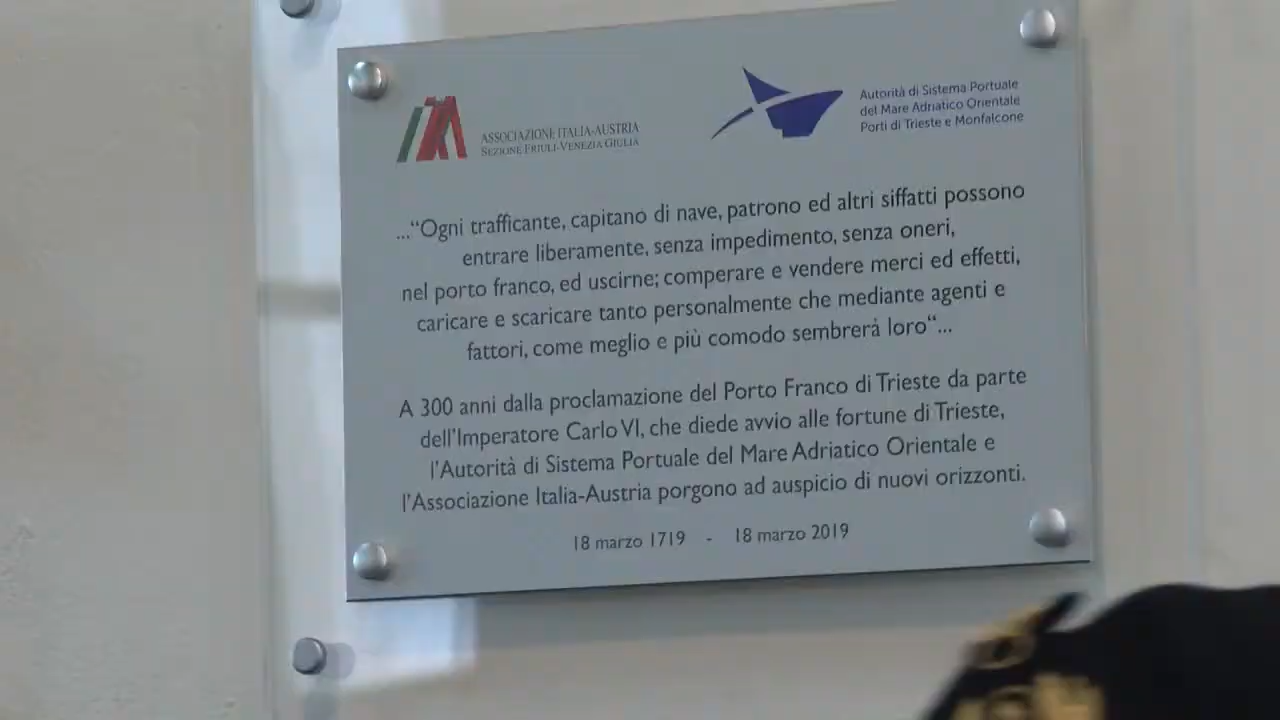 ASSOCIAZIONE ITALIA-AUSTRIA
SEZIONE FRIULI-VENEZIA GIULIA
Autorità di Sistema Portuale
del Mare Adriatico Orientale
Porti di Trieste e Monfalcone
..."Ogni trafficante, capitano di nave, patrono ed altri siffatti possono
entrare liberamente, senza impedimento, senza oneri,
nel porto franco, ed uscirne; comperare e vendere merci ed effetti,
caricare e scaricare tanto personalmente che mediante agenti e
fattori, come meglio e più comodo sembrerà loro“...
A 300 anni dalla proclamazione del Porto Franco di Trieste da parte
dell'Imperatore Carlo VI, che diede avvio alle fortune di Trieste,
l'Autorità di Sistema Portuale del Mare Adriatico Orientale e
l'Associazione Italia-Austria porgono ad auspicio di nuovi orizzonti.
18 marzo 1719 - 18 marzo 2019